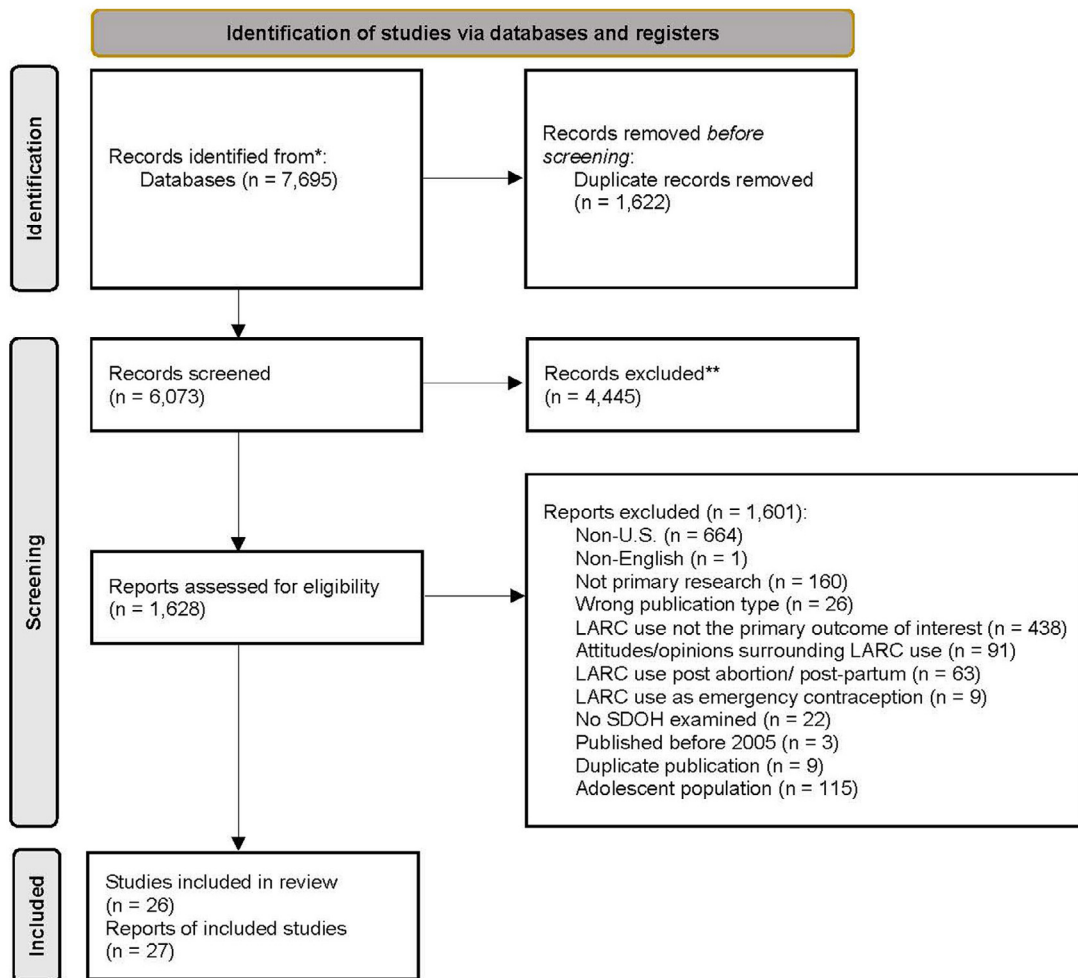 Identification of studies via databases and registers
Identification
Records identified from*:
Databases (n = 7,695)
Records removed before
screening:
Duplicate records removed
(n = 1,622)
Screening
Records screened
(n = 6,073)
Records excluded**
(n = 4,445)
Reports assessed for eligibility
(n = 1,628)
Reports excluded (n = 1,601):
Non-U.S. (n = 664)
Non-English (n = 1)
Not primary research (n = 160)
Wrong publication type (n = 26)
LARC use not the primary outcome of interest (n = 438)
Attitudes/opinions surrounding LARC use (n = 91)
LARC use post abortion/ post-partum (n = 63)
LARC use as emergency contraception (n = 9)
No SDOH examined (n = 22)
Published before 2005 (n = 3)
Duplicate publication (n = 9)
Adolescent population (n = 115)
Included
Studies included in review
(n = 26)
Reports of included studies
(n = 27)